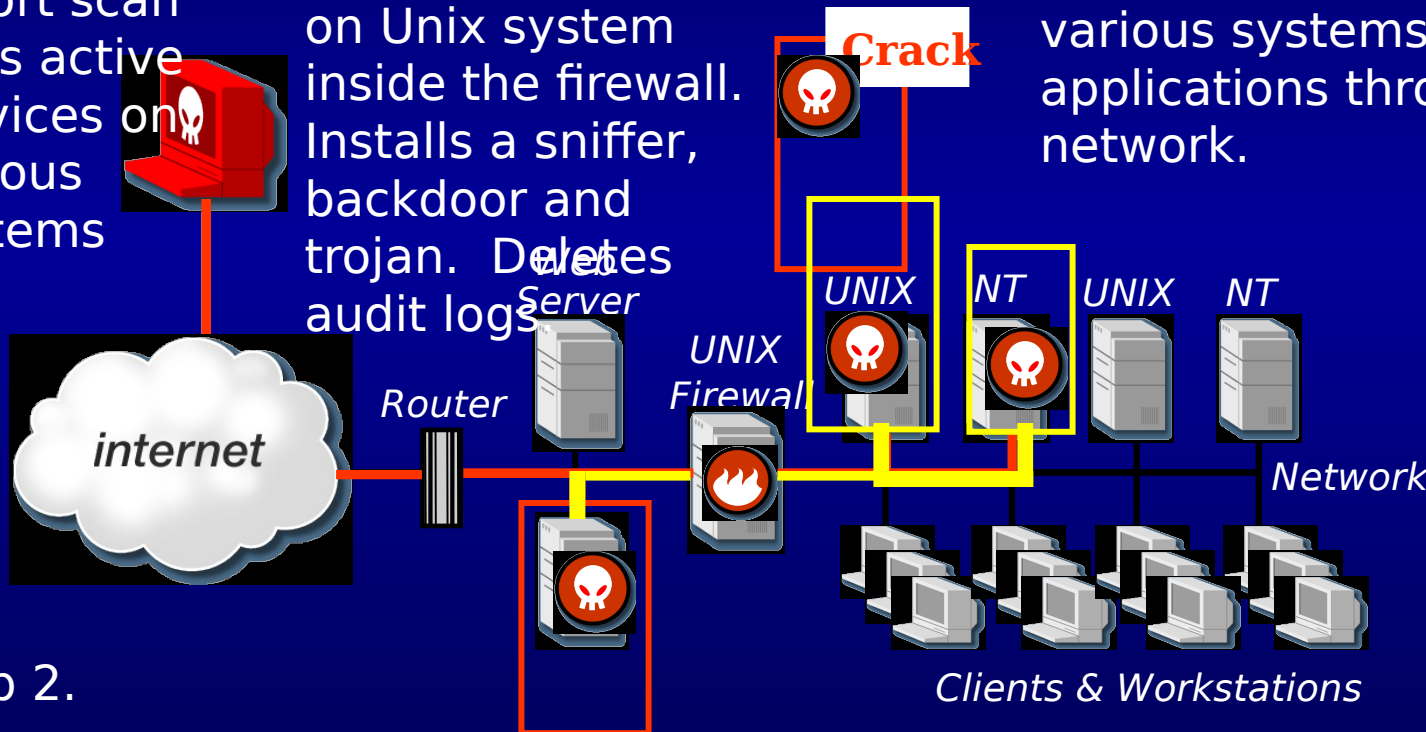 ort scan
s active
vices on
ous
tems
on Unix system
inside the firewall.
Installs a sniffer,
backdoor and
trojan. Deletes
audit logs.
Crack
various systems
applications thro
network.
Web
Server
UNIX
NT
UNIX
NT
UNIX
Firewall
Router
internet
Network
p 2.
Clients & Workstations